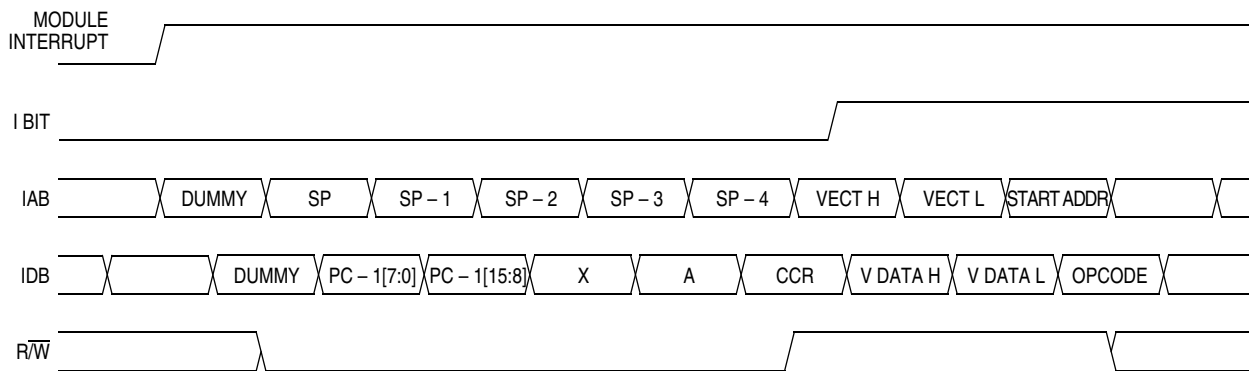 MODULE
INTERRUPT
I BIT
IAB DUMMY SP SP – 1 SP – 2 SP – 3 SP – 4 VECT H VECT L START ADDR
IDB DUMMY PC – 1[7:0] PC – 1[15:8] X A CCR V DATA H V DATA L OPCODE
R/W̅